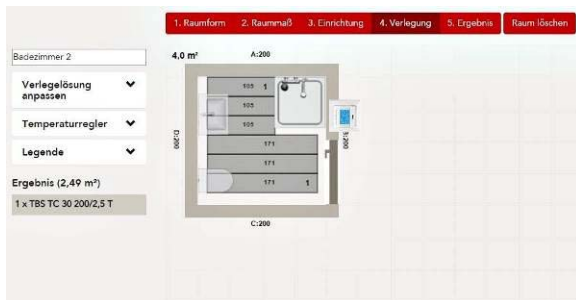 1. Raumform 2. Raummaß 3. Einrichtung 4. Verlegung 5. Ergebnis Raum löschen
Badezimmer 2
4,0 m²
A:200
Verlegelösung
anpassen
Temperaturregler
Legende
Ergebnis (2,49 m²)
1 x TBS TC 30 200/2,5 T
105 1
105
105
D:200
B:200
171
171
171 1
C:200